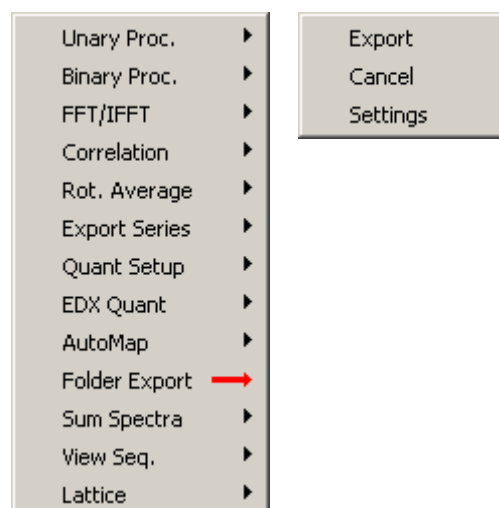 Unary Proc.
Binary Proc.
FFT/IFFT
Correlation
Rot. Average
Export Series
Quant Setup
EDX Quant
AutoMap
Folder Export
Sum Spectra
View Seq.
Lattice
Export
Cancel
Settings